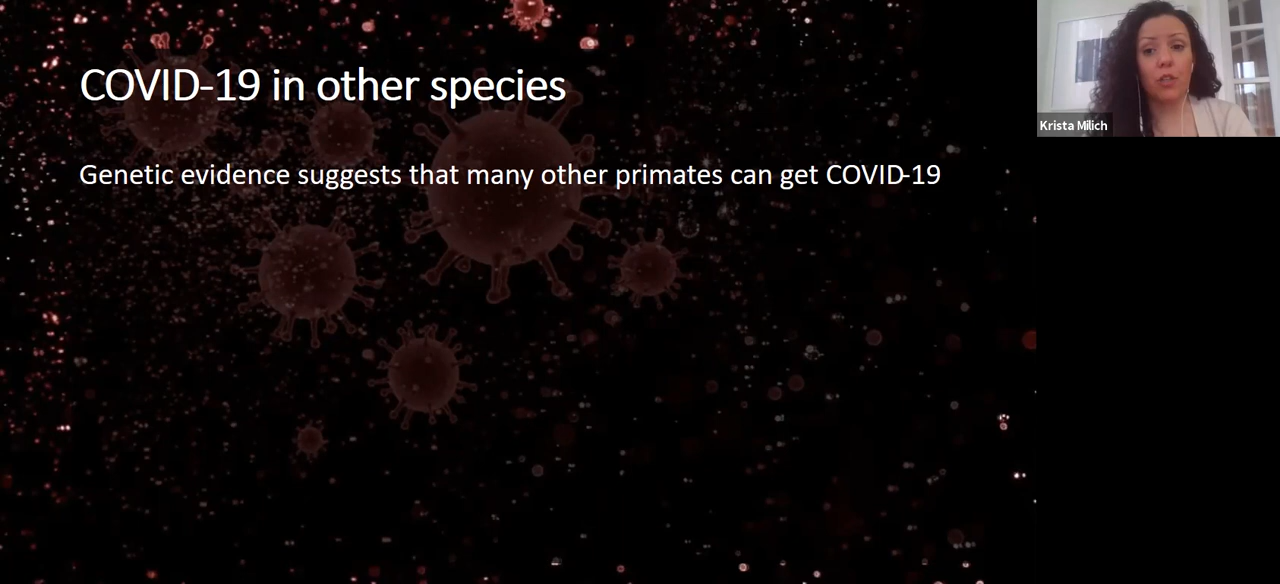 COVID-19 in other species
Genetic evidence suggests that many other primates can get COVID-19
Krista Milich